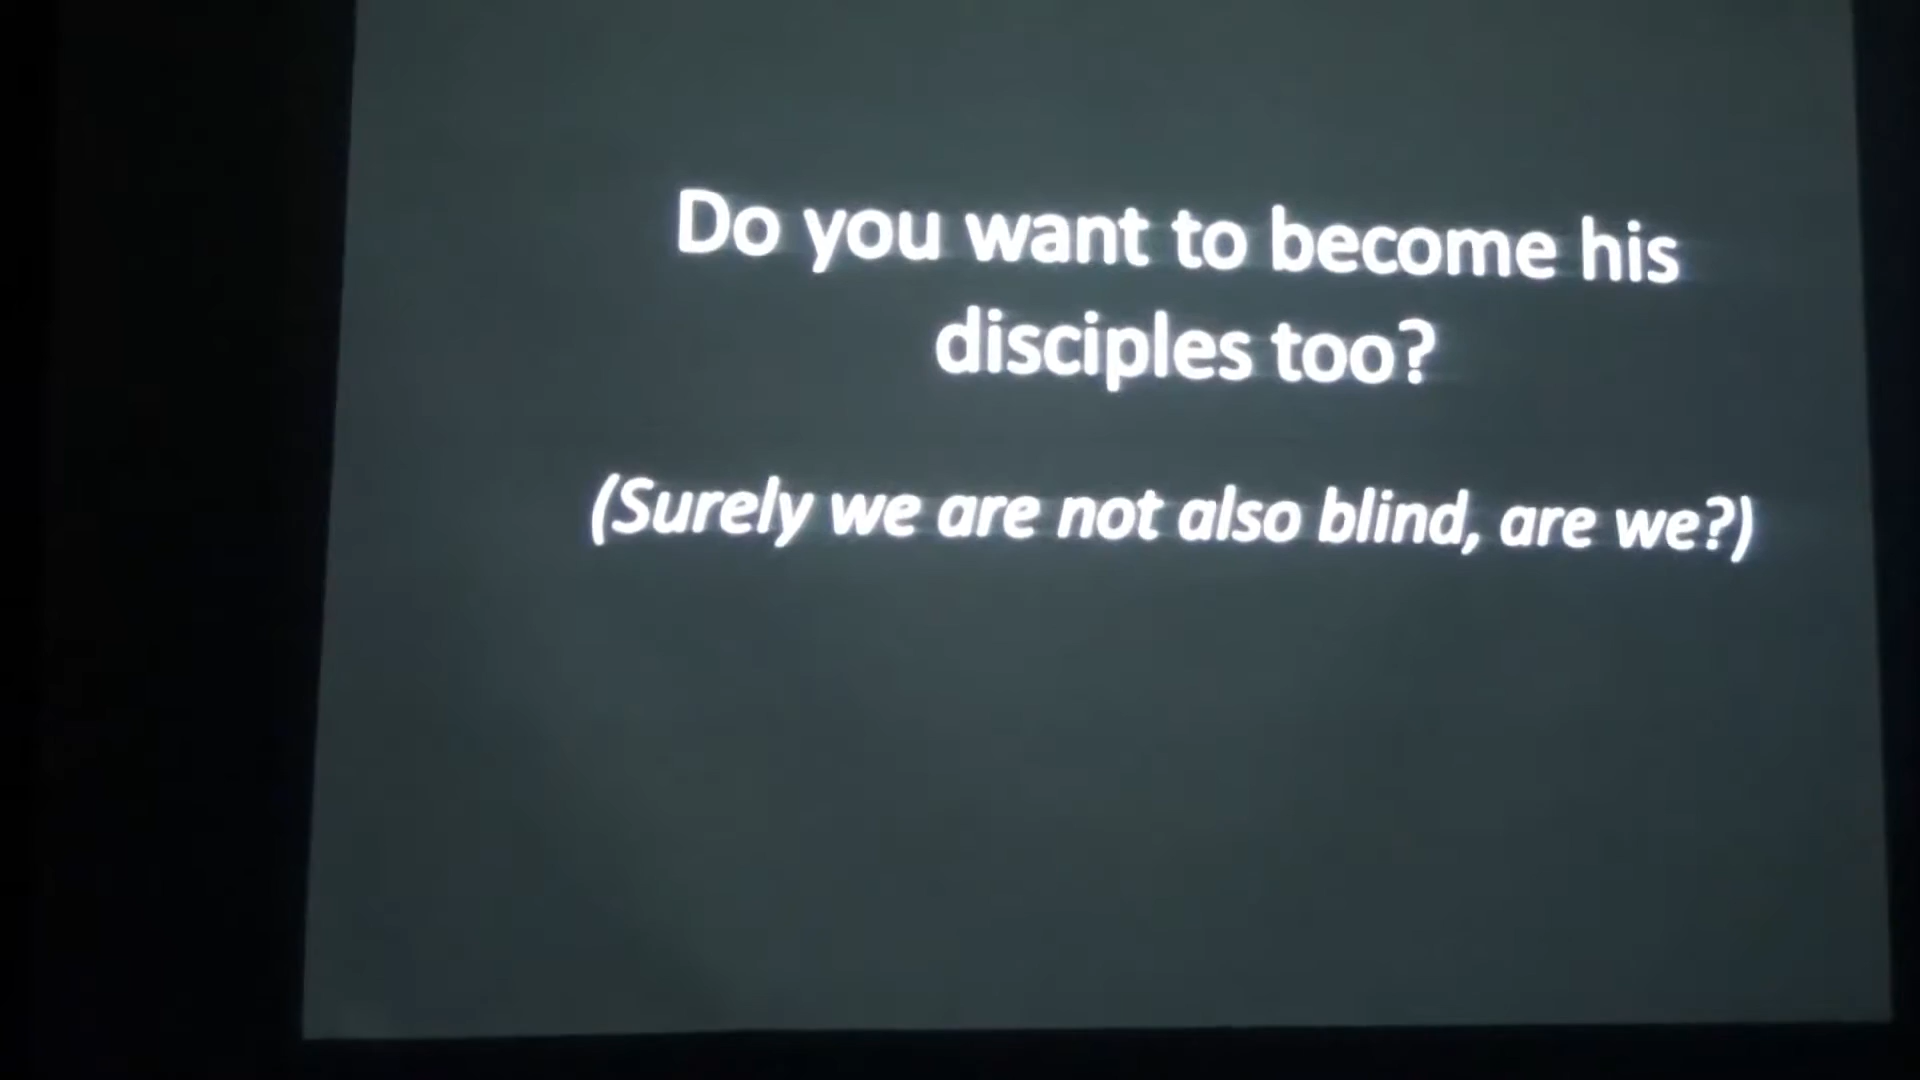 Do you want to become his
disciples too?
(Surely we are not also blind, are we?)